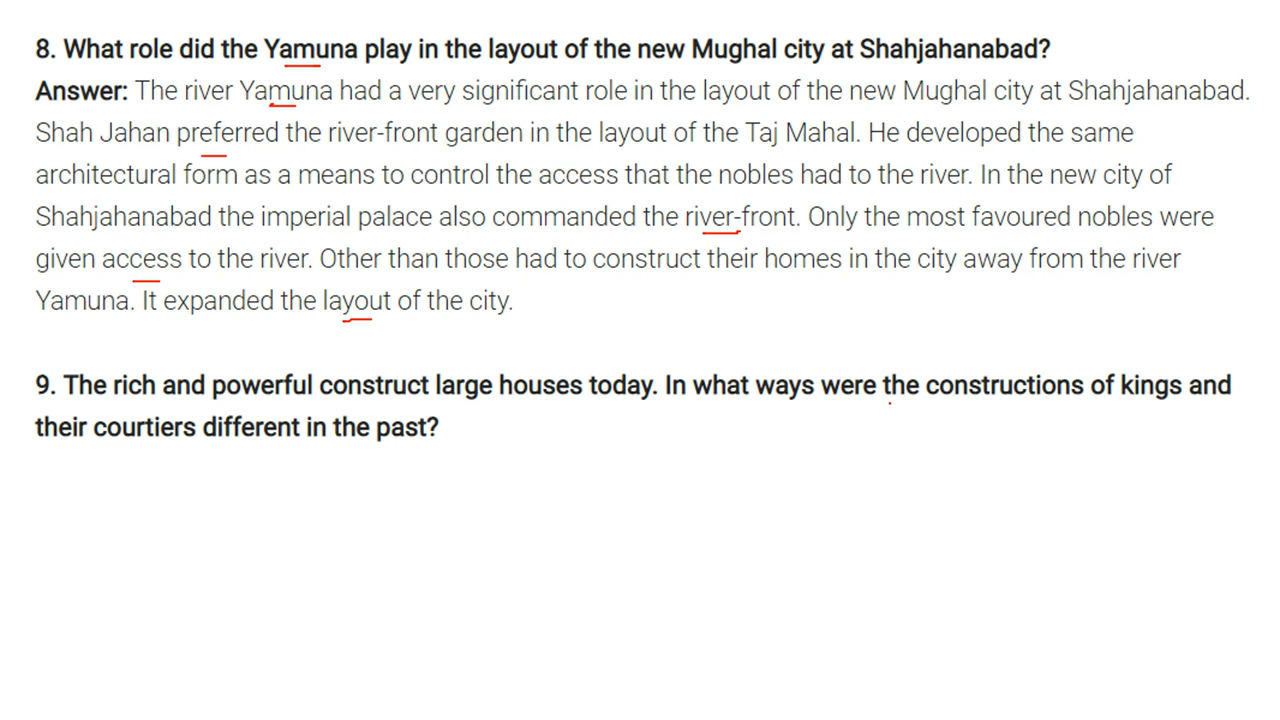 8. What role did the Yamuna play in the layout of the new Mughal city at Shahjahanabad?
Answer: The river Yamuna had a very significant role in the layout of the new Mughal city at Shahjahanabad.
Shah Jahan preferred the river-front garden in the layout of the Taj Mahal. He developed the same
architectural form as a means to control the access that the nobles had to the river. In the new city of
Shahjahanabad the imperial palace also commanded the river-front. Only the most favoured nobles were
given access to the river. Other than those had to construct their homes in the city away from the river
Yamuna. It expanded the layout of the city.
9. The rich and powerful construct large houses today. In what ways were the constructions of kings and
their courtiers different in the past?